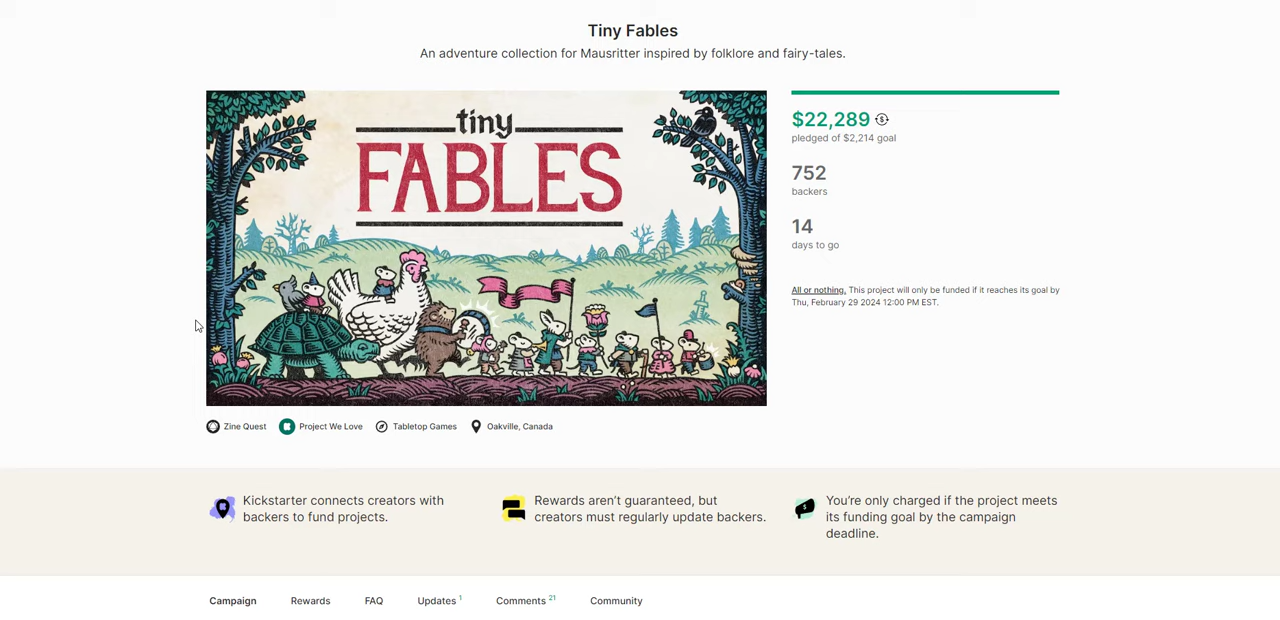 Tiny Fables
An adventure collection for Mausritter inspired by folklore and fairy-tales.
tiny
FABLES
$22,289
pledged of $2,214 goal
752
backers
14
days to go
All or nothing. This project will only be funded if it reaches its goal by
Thu, February 29 2024 12:00 PM EST.
Zine Quest
Project We Love
Tabletop Games
Oakville, Canada
Kickstarter connects creators with
backers to fund projects.
Rewards aren’t guaranteed, but
creators must regularly update backers.
You’re only charged if the project meets
its funding goal by the campaign
deadline.
Campaign Rewards FAQ Updates 1 Comments 21 Community